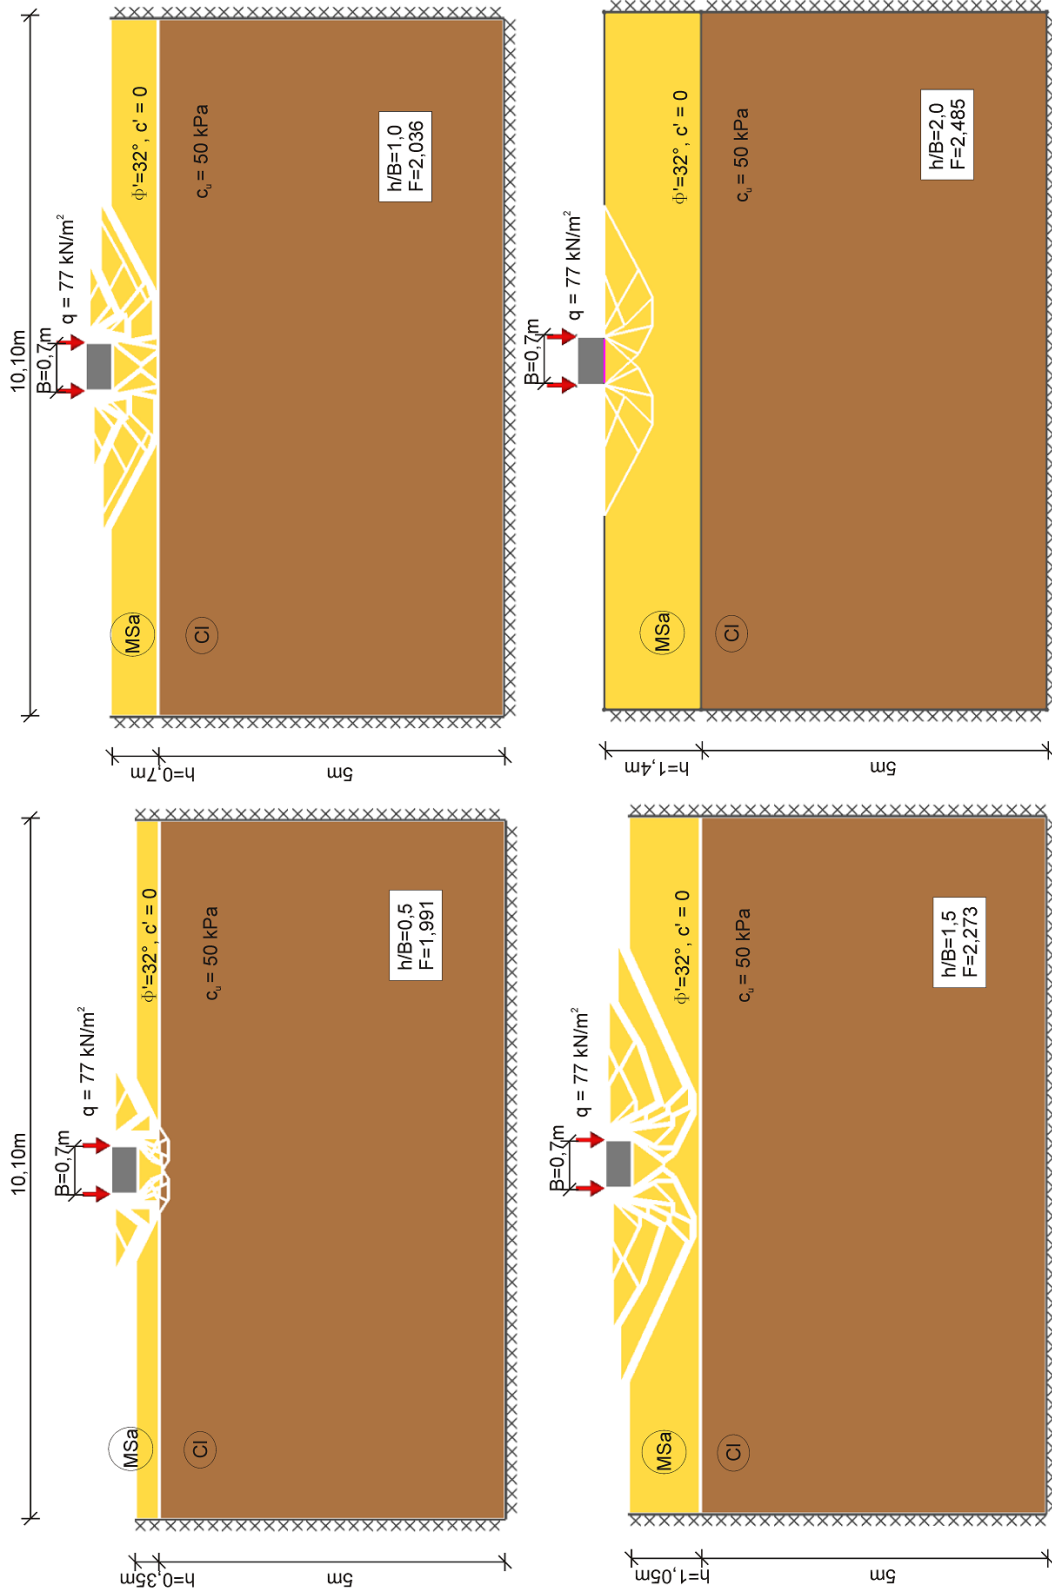 10,10m
B=0,7m
q = 77 kN/m²
MSa
ϕ'=32°, c' = 0
h=0,35m
Cl
cᵤ = 50 kPa
h/B=0,5
F=1,991
5m
10,10m
B=0,7m
q = 77 kN/m²
MSa
ϕ'=32°, c' = 0
h=0,7m
Cl
cᵤ = 50 kPa
h/B=1,0
F=2,036
5m
B=0,7m
q = 77 kN/m²
MSa
ϕ'=32°, c' = 0
h=1,05m
Cl
cᵤ = 50 kPa
h/B=1,5
F=2,273
5m
B=0,7m
q = 77 kN/m²
MSa
ϕ'=32°, c' = 0
h=1,4m
Cl
cᵤ = 50 kPa
h/B=2,0
F=2,485
5m